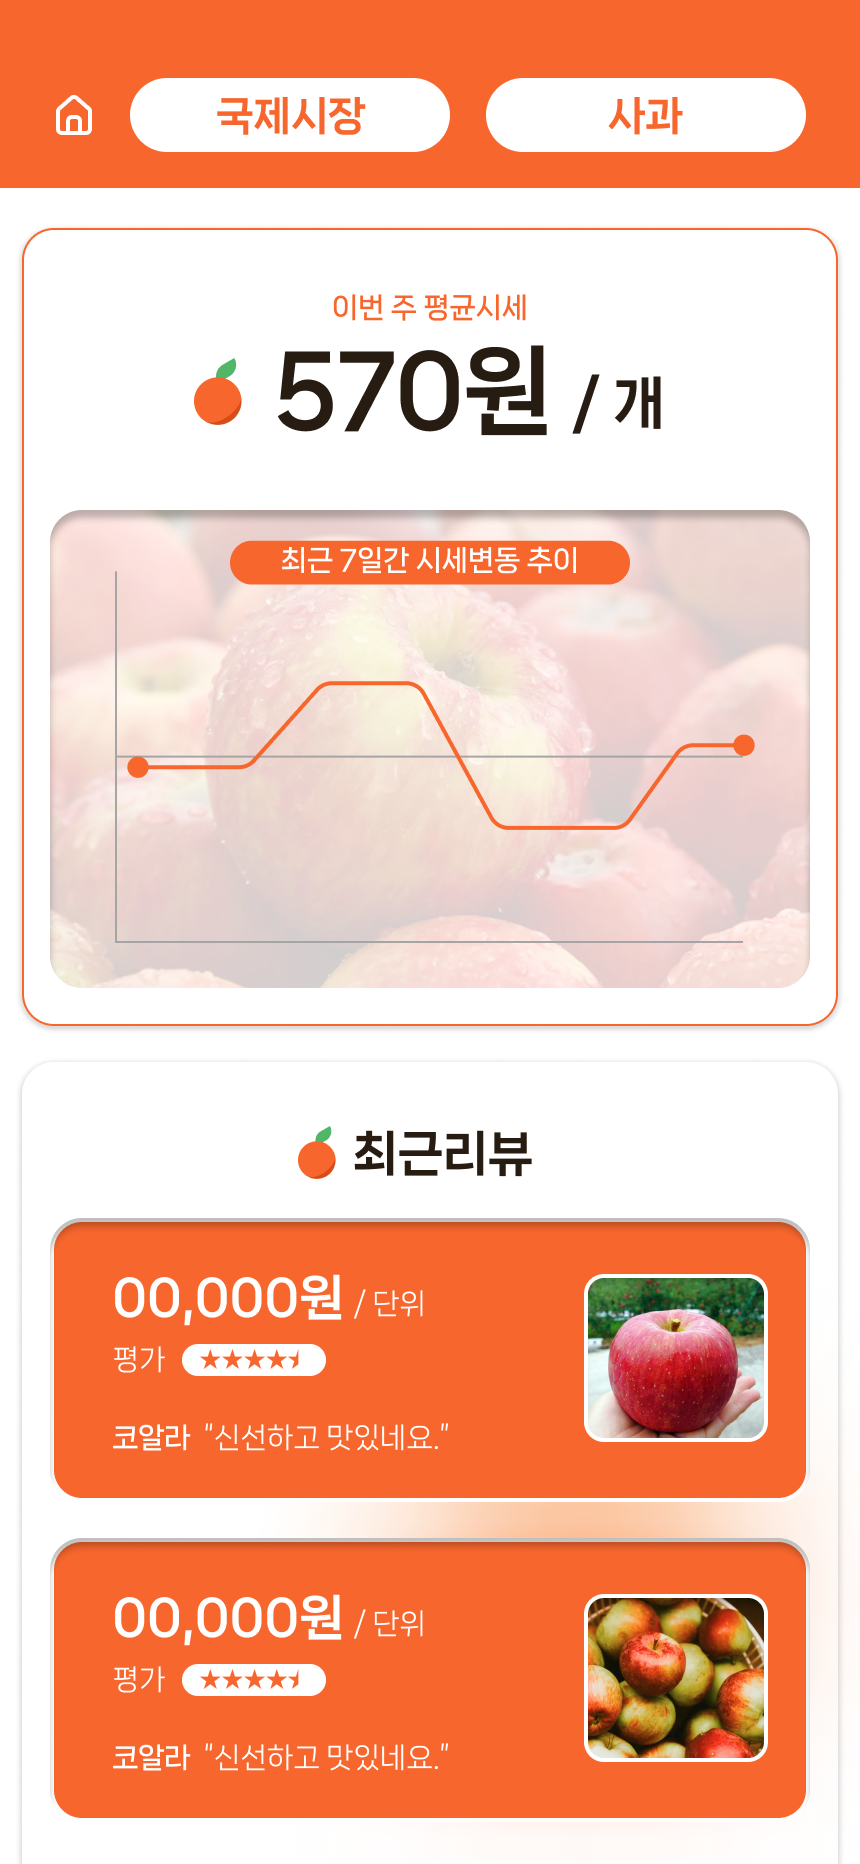 국제시장 사과
이번 주 평균시세
570원 / 개
최근 7일간 시세변동 추이
최근리뷰
00,000원 / 단위
평가 ★★★★
코알라 "신선하고 맛있네요."
00,000원 / 단위
평가 ★★★★
코알라 "신선하고 맛있네요."